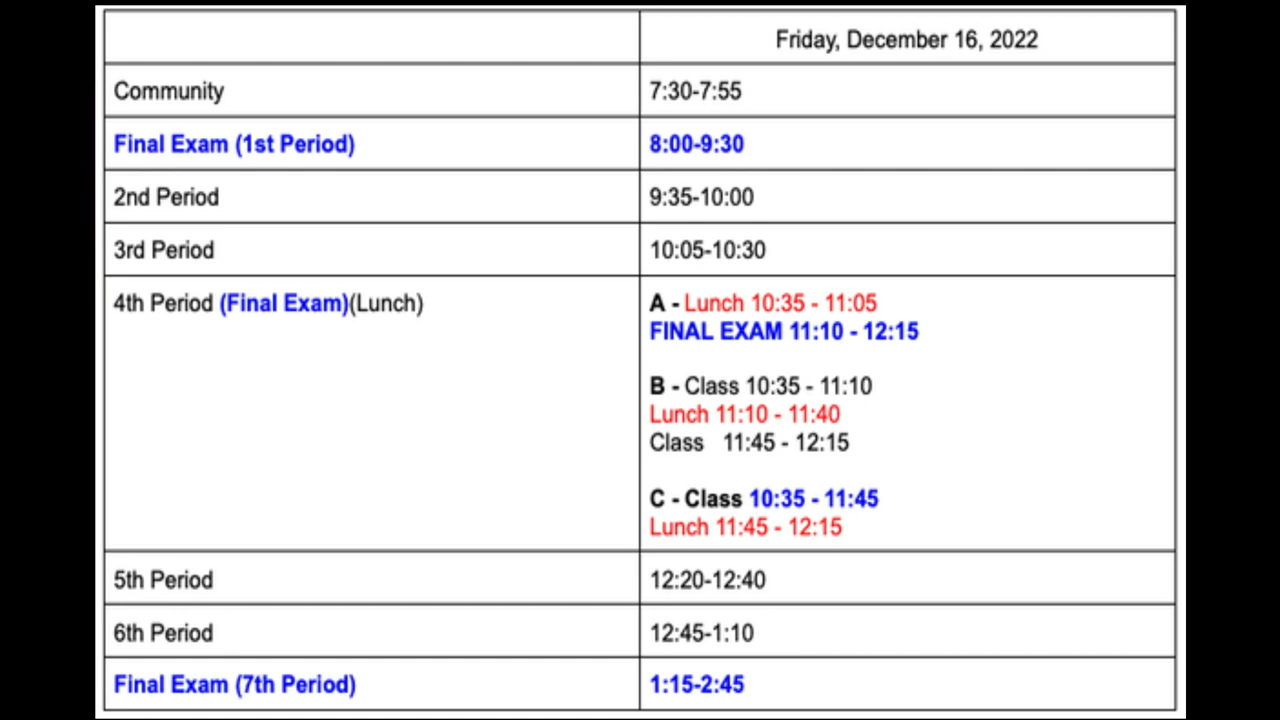 Friday, December 16, 2022
Community 7:30-7:55
Final Exam (1st Period) 8:00-9:30
2nd Period 9:35-10:00
3rd Period 10:05-10:30
4th Period (Final Exam)(Lunch) A - Lunch 10:35 - 11:05
FINAL EXAM 11:10 - 12:15
B - Class 10:35 - 11:10
Lunch 11:10 - 11:40
Class 11:45 - 12:15
C - Class 10:35 - 11:45
Lunch 11:45 - 12:15
5th Period 12:20-12:40
6th Period 12:45-1:10
Final Exam (7th Period) 1:15-2:45